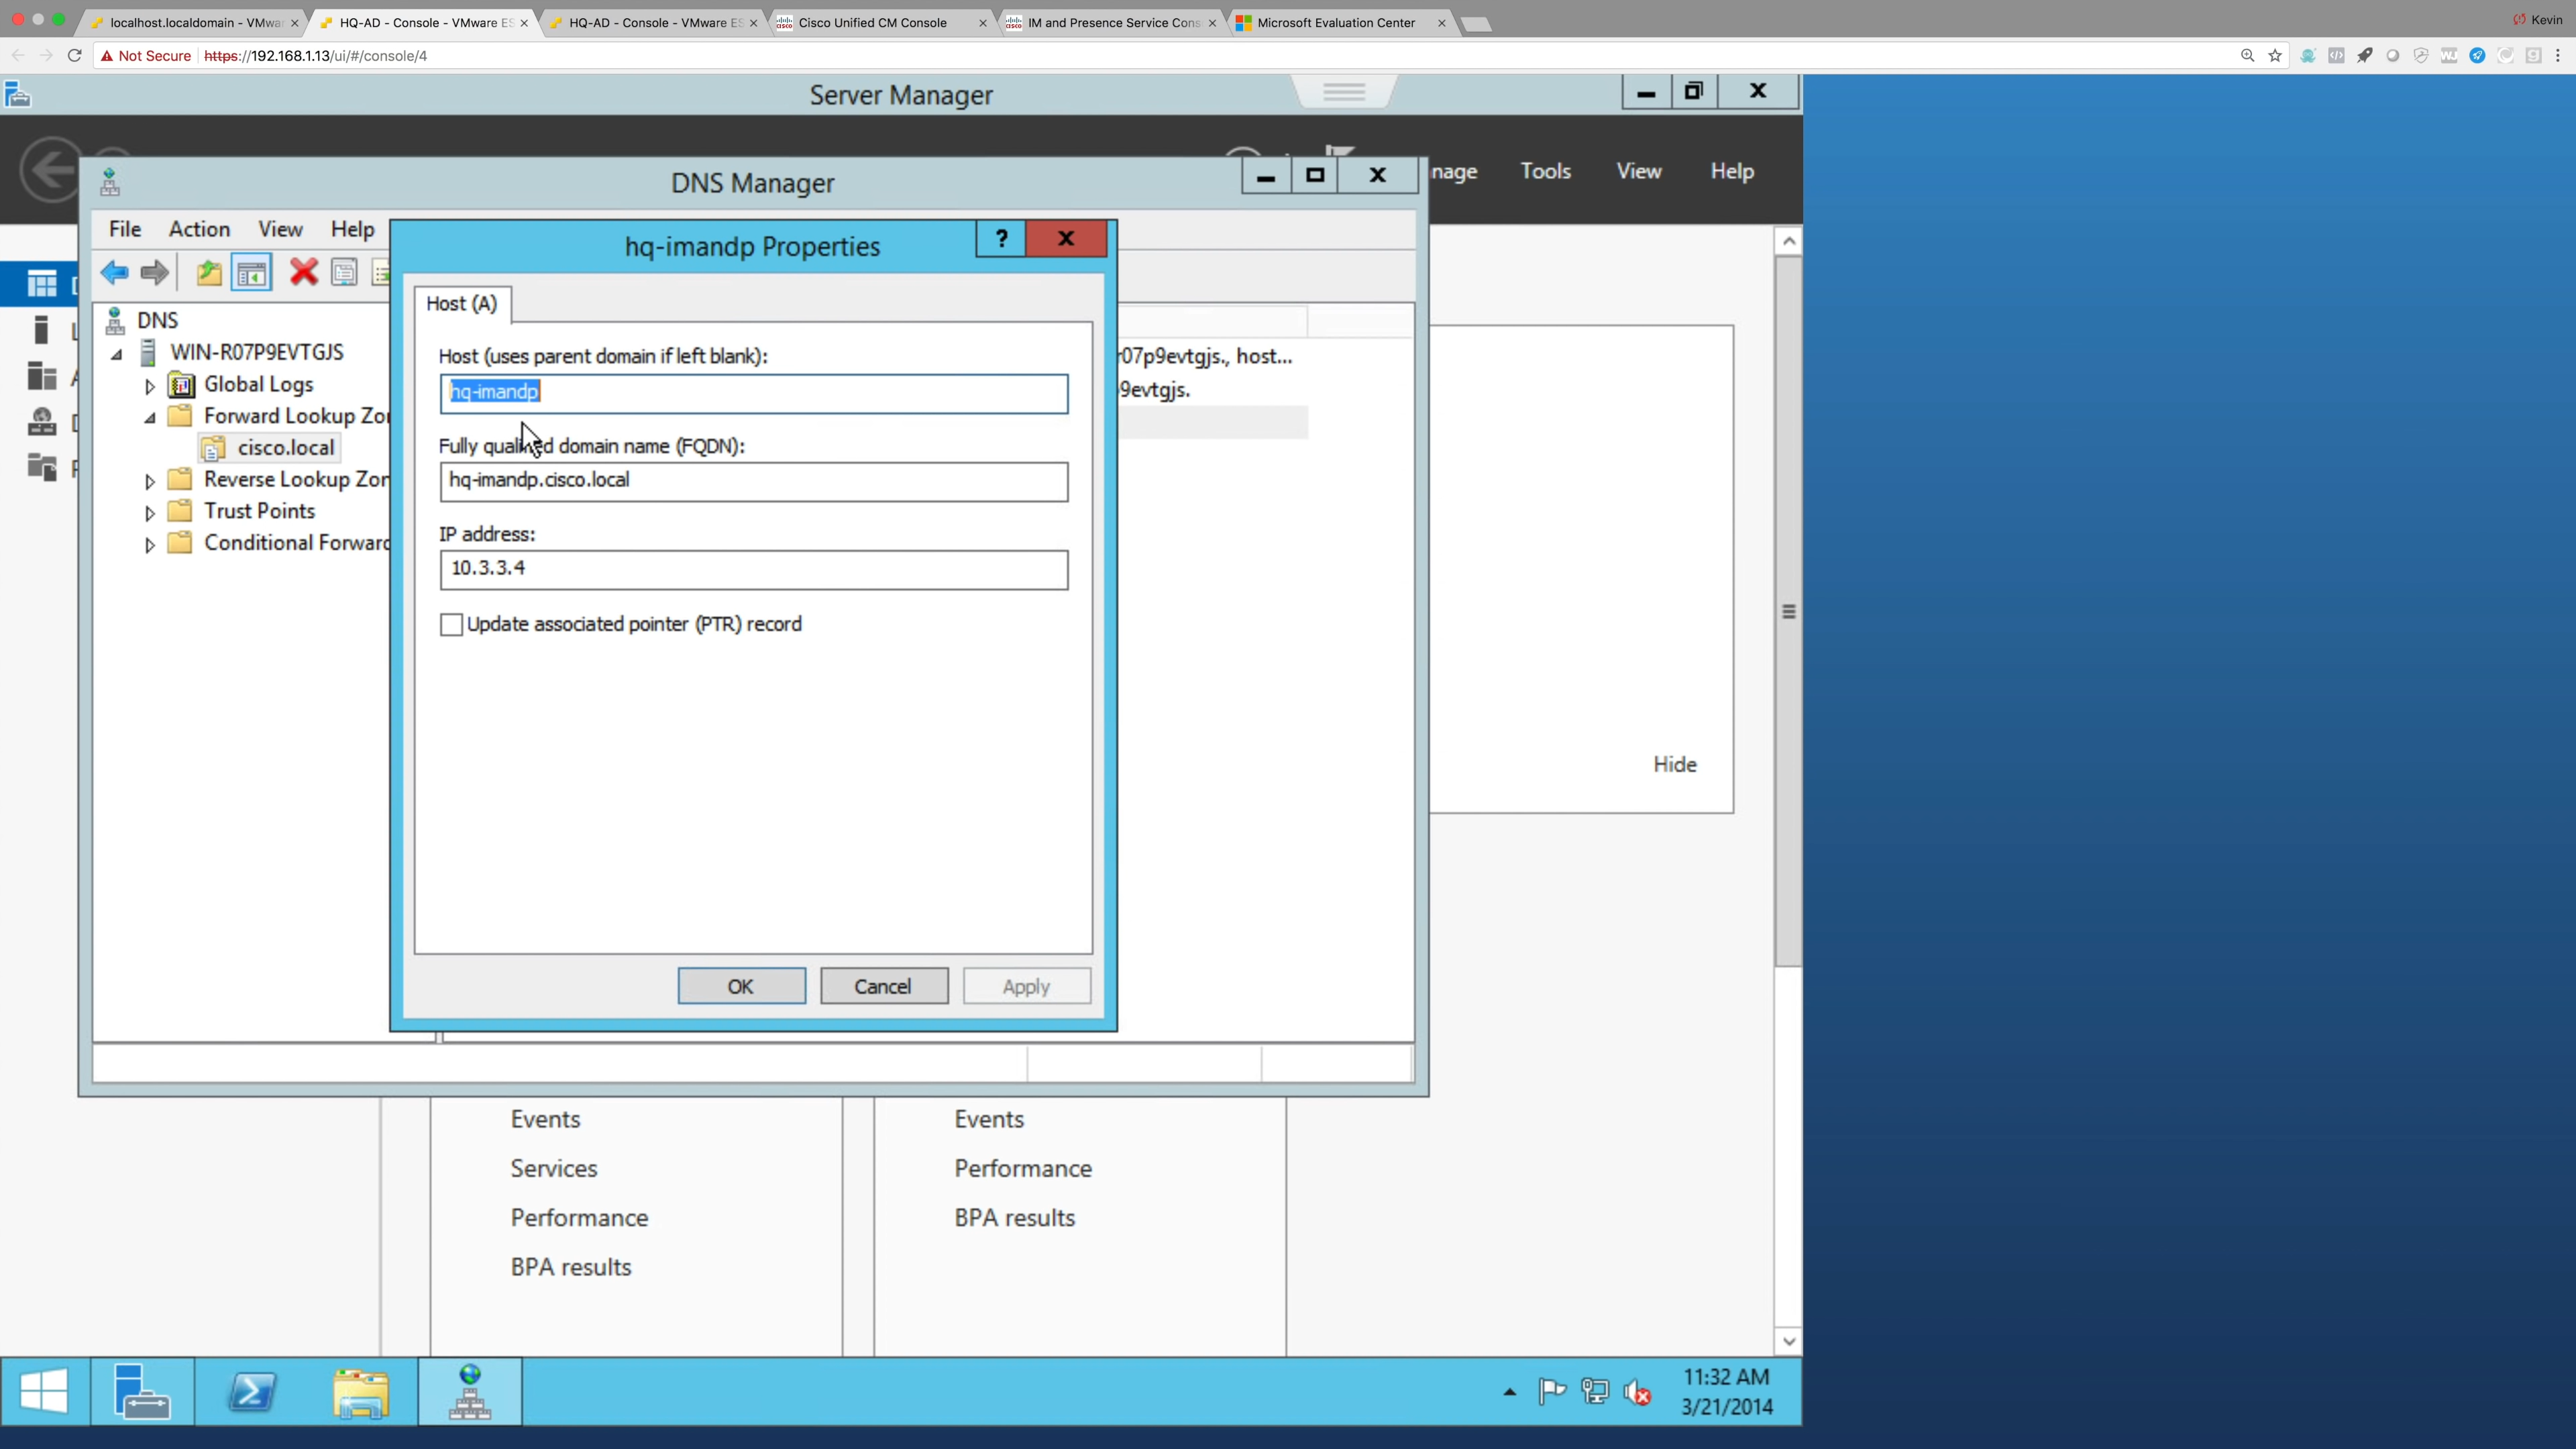 localhost.localdomain - VMwar
HQ-AD - Console - VMware ES
HQ-AD - Console - VMware ES
Cisco Unified CM Console
IM and Presence Service Cons
Microsoft Evaluation Center
Kevin
Not Secure
https://192.168.1.13/ui/#/console/4
Server Manager
nage
Tools
View
Help
DNS Manager
File
Action
View
Help
hq-imandp Properties
Host (A)
DNS
WIN-R07P9EVTGJS
Global Logs
Forward Lookup Zon
cisco.local
Reverse Lookup Zon
Trust Points
Conditional Forward
Host (uses parent domain if left blank):
hq-imandp
Fully qualified domain name (FQDN):
hq-imandp.cisco.local
IP address:
10.3.3.4
Update associated pointer (PTR) record
r07p9evtgjs., host...
9evtgjs.
Hide
OK
Cancel
Apply
Events
Services
Performance
BPA results
Events
Performance
BPA results
11:32 AM
3/21/2014